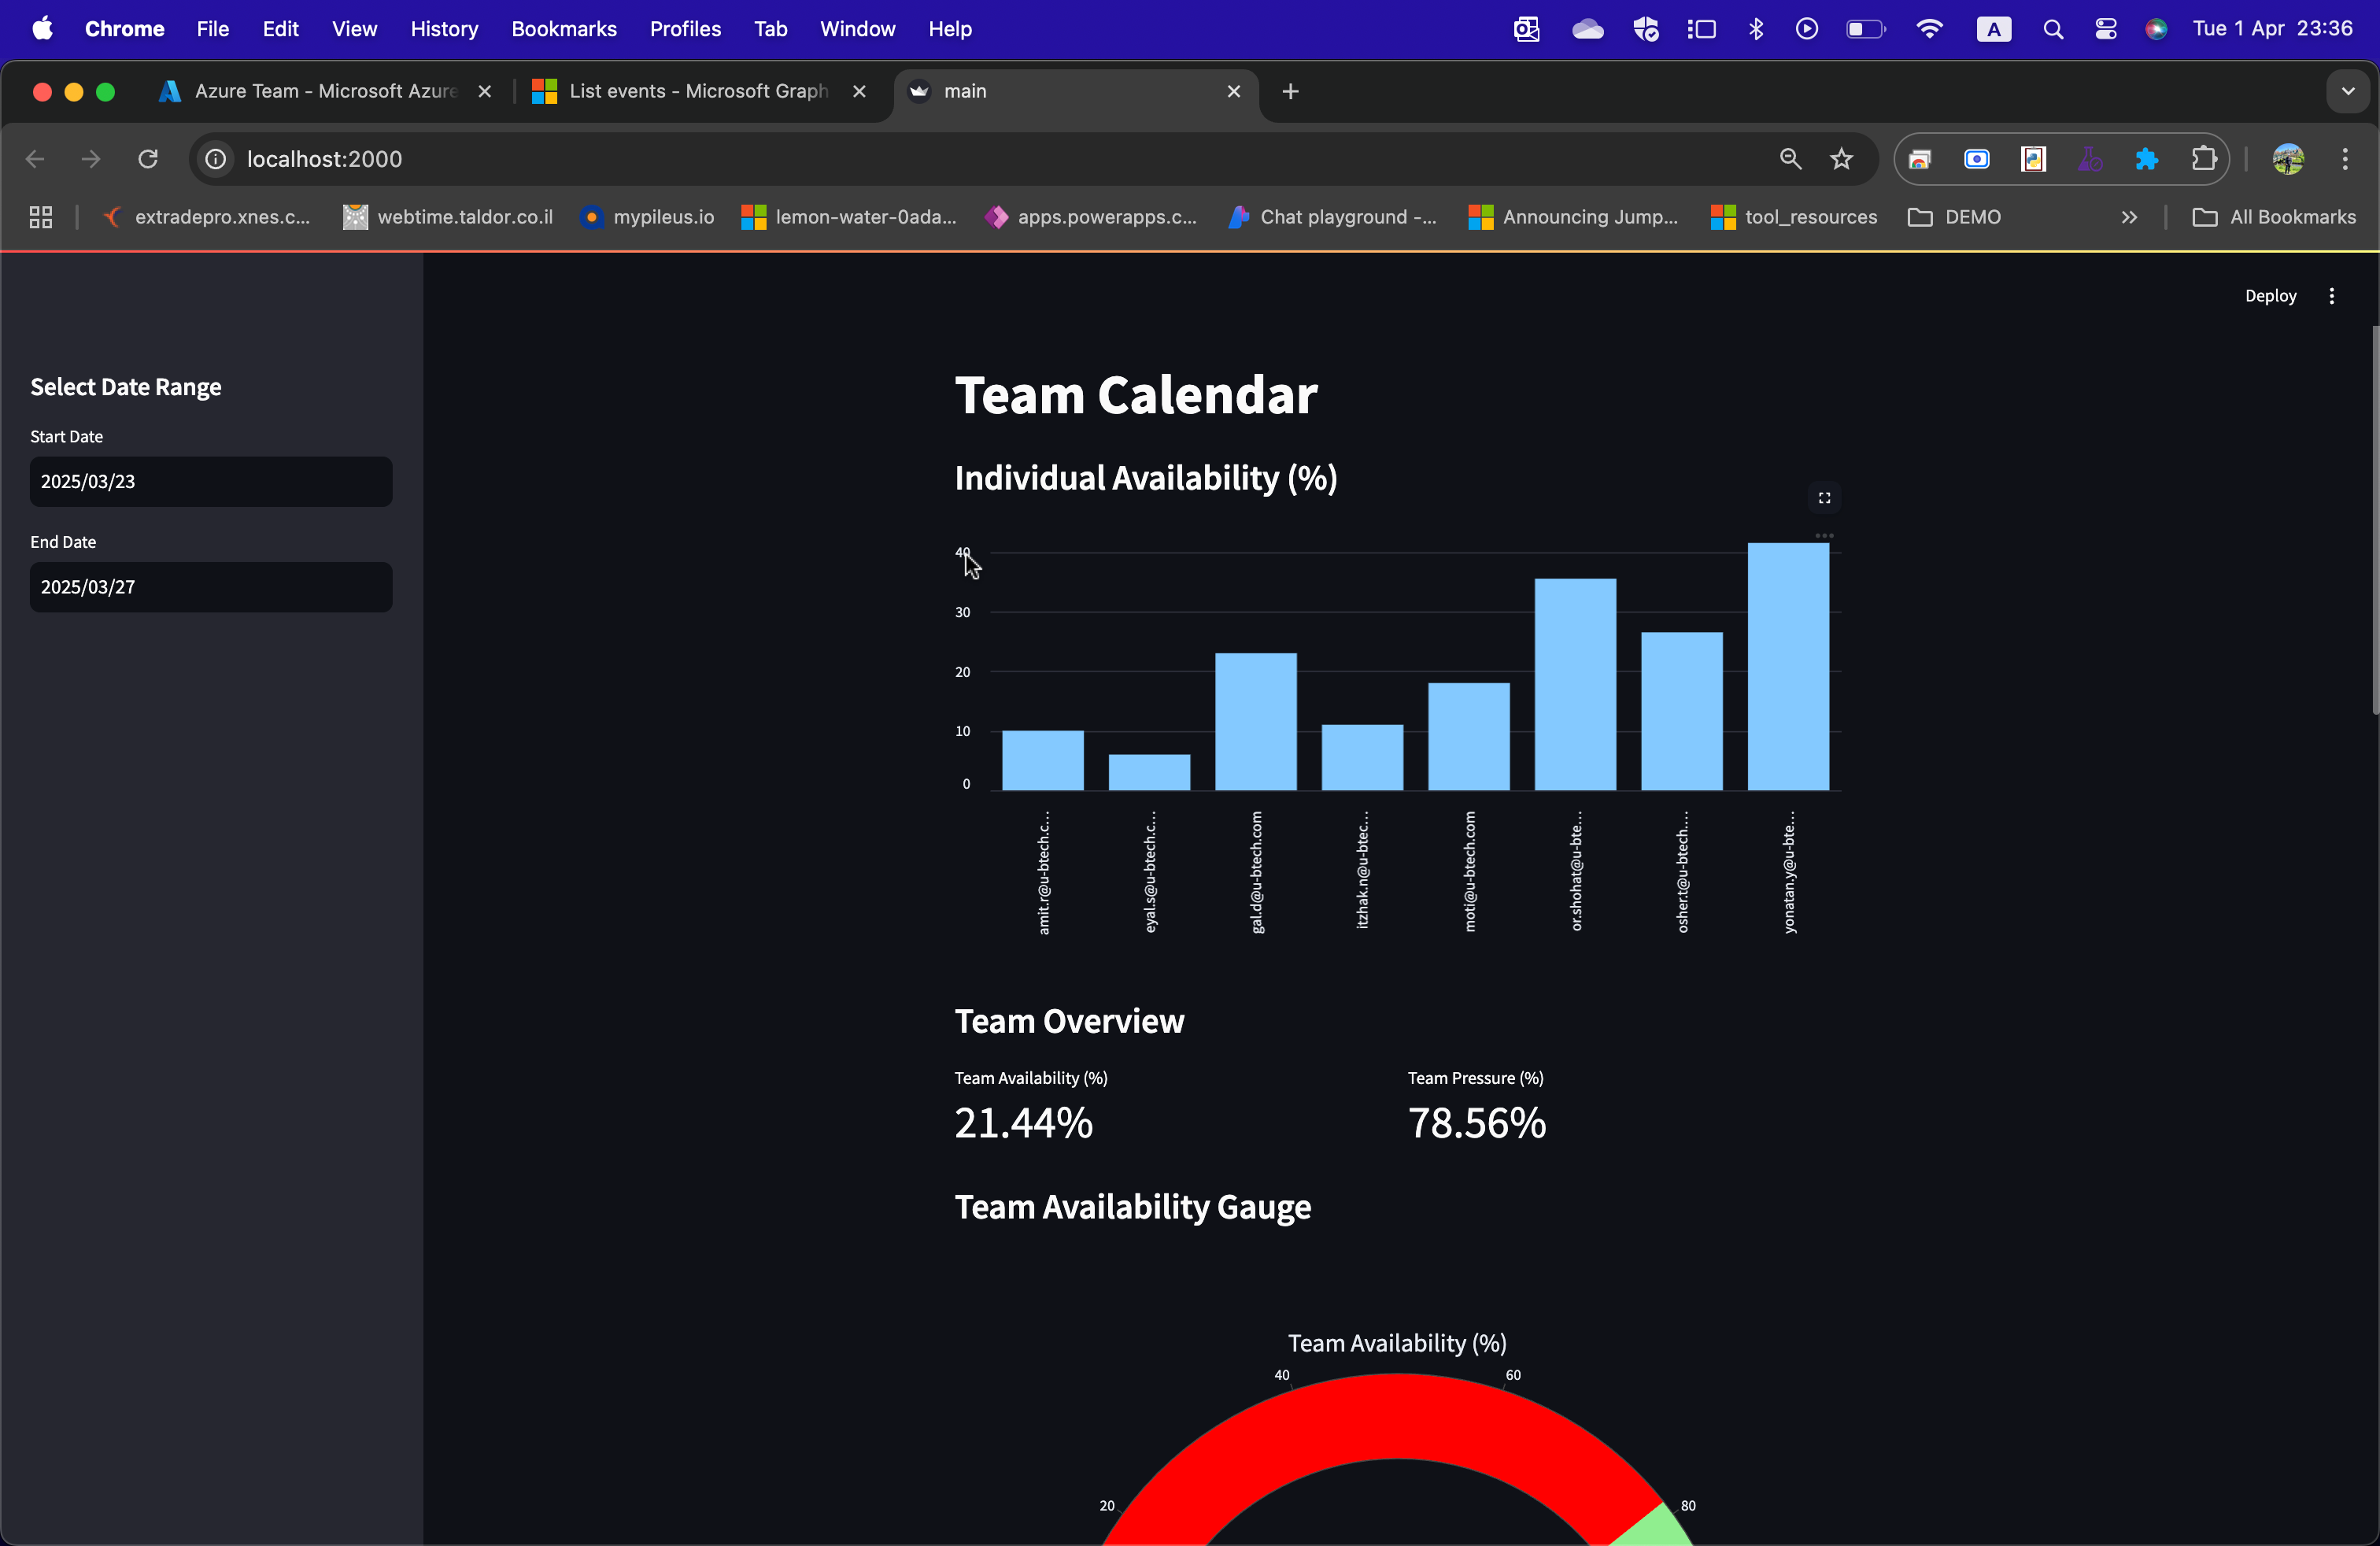 Chrome File Edit View History Bookmarks Profiles Tab Window Help A Tue 1 Apr 23:36
Azure Team - Microsoft Azure List events - Microsoft Graph main
localhost:2000
extradepro.xnes.c... webtime.taldor.co.il mypileus.io lemon-water-0ada... apps.powerapps.c... Chat playground -... Announcing Jump... tool_resources DEMO All Bookmarks
Deploy
Select Date Range
Start Date
2025/03/23
End Date
2025/03/27
Team Calendar
Individual Availability (%)
40
30
20
10
0
amit.r@u-btech.c...
eyal.s@u-btech.c...
gal.d@u-btech.com
itzhak.n@u-btec...
moti@u-btech.com
or.shohat@u-bte...
osher.t@u-btech....
yonatan.y@u-bte...
Team Overview
Team Availability (%) Team Pressure (%)
21.44% 78.56%
Team Availability Gauge
Team Availability (%)
40 60
20 80